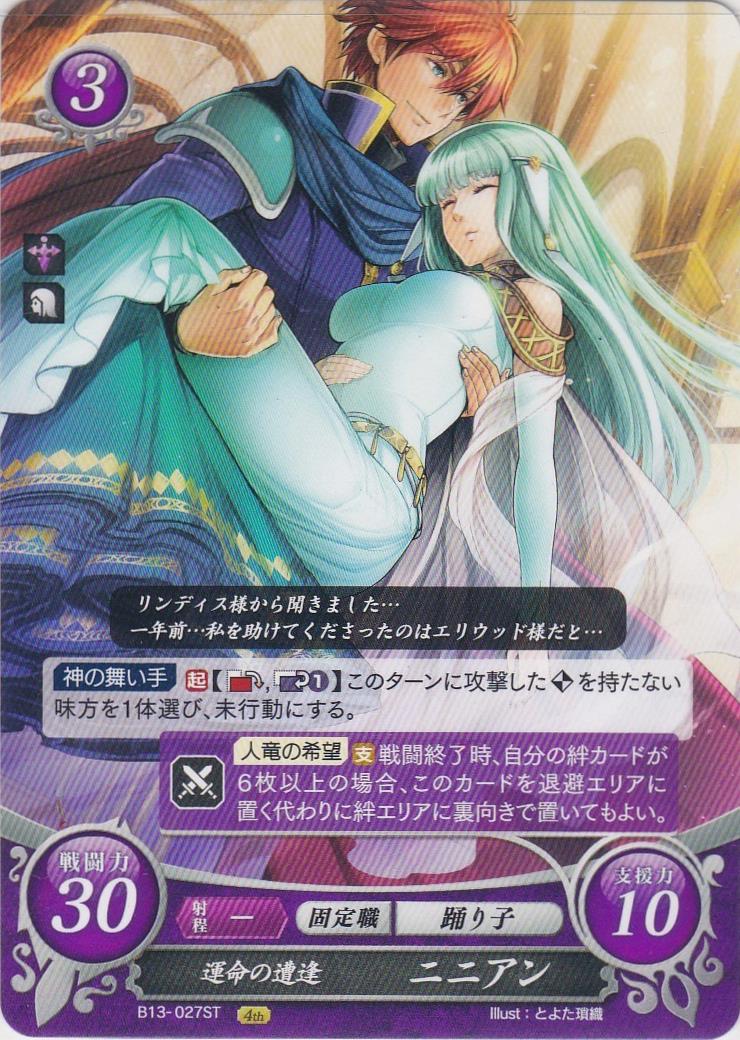 3
リンディス様から聞きました…
一年前…私を助けてくださったのはエリウッド様だと…
神の舞い手 起【 , 1】このターンに攻撃した を持たない
味方を1体選び、未行動にする。
人竜の希望 支 戦闘終了時、自分の絆カードが
6枚以上の場合、このカードを退避エリアに
置く代わりに絆エリアに裏向きで置いてもよい。
戦闘力
30
射程 — 固定職 踊り子
支援力
10
運命の遭逢 ニニアン
B13-027ST 4th Illust：とよた瑣織